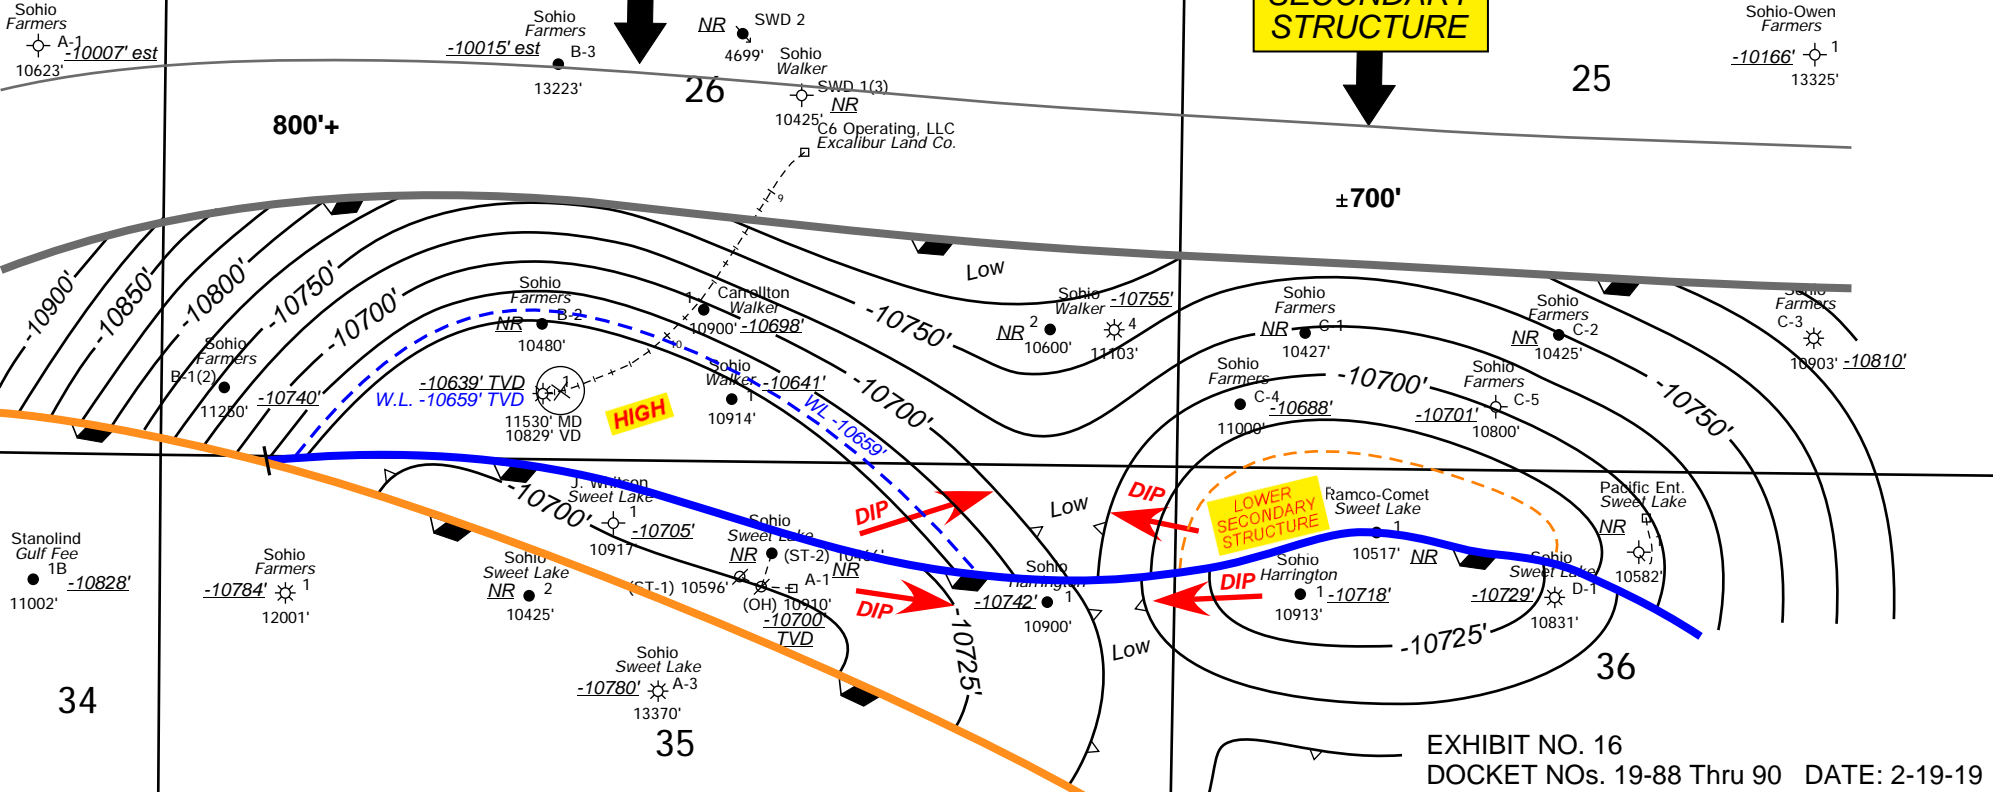 SECONDARY
STRUCTURE
Sohio
Farmers
A-1
-10007' est
10623'
Sohio
Farmers
-10015' est
B-3
13223'
NR
SWD 2
4699'
Sohio
Walker
SWD 1(3)
NR
10425'
26
C6 Operating, LLC
Excalibur Land Co.
25
Sohio-Owen
Farmers
-10166'
1
13325'
800'+
±700'
9
Low
-10900'
-10850'
-10800'
-10750'
-10700'
Sohio
Farmers
B-1(2)
11250'
-10740'
Sohio
Farmers
B-2
NR
10480'
1
Carrollton
Walker
10900'
-10698'
10
-10750'
Sohio
Walker
-10755'
NR
2
10600'
4
11103'
Sohio
Farmers
NR
C-1
10427'
Sohio
Farmers
C-2
NR
10425'
Sohio
Farmers
C-3
10903'
-10810'
-10639' TVD
W.L. -10659' TVD
1
11530' MD
10829' VD
HIGH
Sohio
Walker
-10641'
1
10914'
WL -10659'
-10700'
Sohio
Farmers
C-4
-10688'
11000'
-10700'
Sohio
Farmers
C-5
-10701'
10800'
-10750'
J. Whitson
Sweet Lake
1
-10705'
10917'
-10700'
DIP
Low
DIP
LOWER
SECONDARY
STRUCTURE
Ramco-Comet
Sweet Lake
1
10517'
NR
Pacific Ent.
Sweet Lake
NR
10582'
Stanolind
Gulf Fee
1B
-10828'
11002'
Sohio
Farmers
-10784'
1
12001'
Sohio
Sweet Lake
NR
2
10425'
Sohio
Sweet Lake
NR
(ST-2)
NR
(ST-1) 10596'
A-1
(OH) 10910'
-10700'
TVD
DIP
-10725'
Sohio
Harrington
-10742'
1
10900'
Low
DIP
Sohio
Harrington
1
-10718'
10913'
-10725'
Sohio
Sweet Lake
-10729'
D-1
10831'
Sohio
Sweet Lake
-10780'
A-3
13370'
34
35
36
EXHIBIT NO. 16
DOCKET NOs. 19-88 Thru 90 DATE: 2-19-19